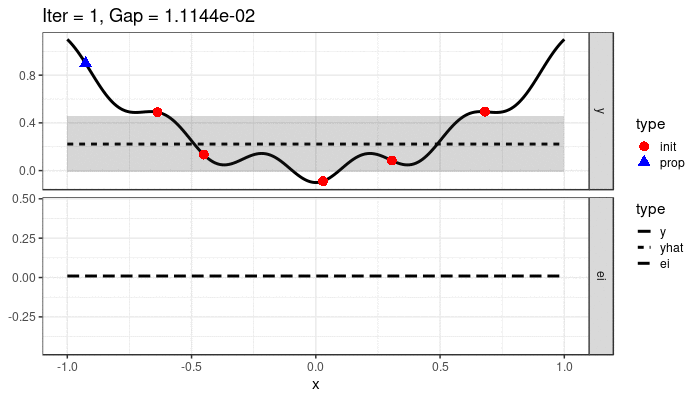 Iter = 1, Gap = 1.1144e-02
0.8
0.4
0.0
y
0.50
0.25
0.00
-0.25
ei
-1.0 -0.5 0.0 0.5 1.0
x
type
init
prop
type
y
yhat
ei